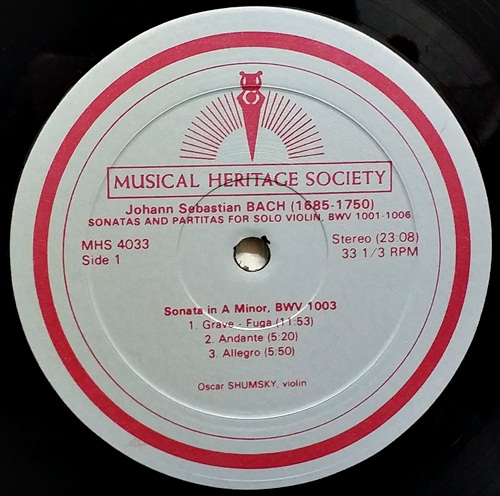 MUSICAL HERITAGE SOCIETY
Johann Sebastian BACH (1685-1750)
SONATAS AND PARTITAS FOR SOLO VIOLIN, BWV 1001-1006
MHS 4033 Stereo (23:08)
Side 1 33 1/3 RPM
Sonata in A Minor, BWV 1003
1. Grave - Fuga (11:53)
2. Andante (5:20)
3. Allegro (5:50)
Oscar SHUMSKY, violin